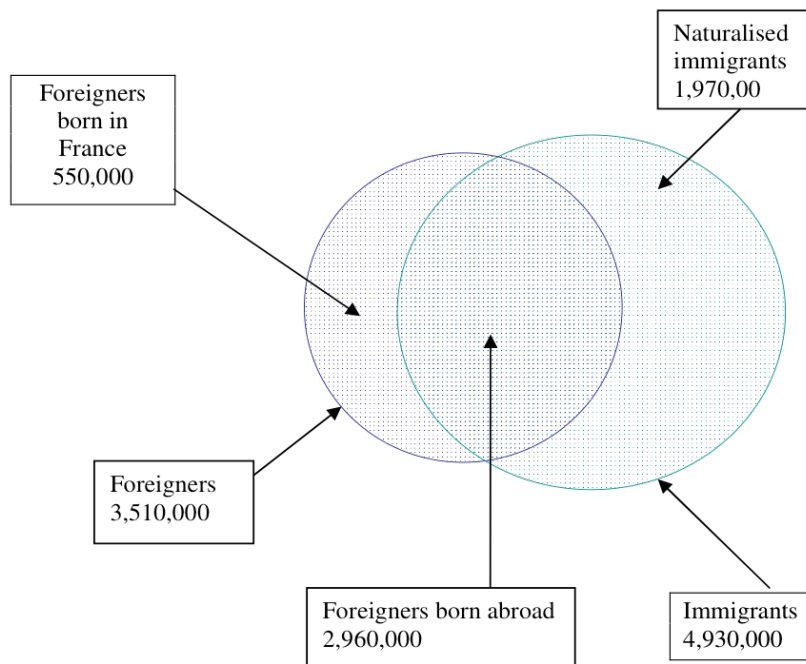 Naturalised
immigrants
1,970,00
Foreigners
born in
France
550,000
Foreigners
3,510,000
Foreigners born abroad
2,960,000
Immigrants
4,930,000